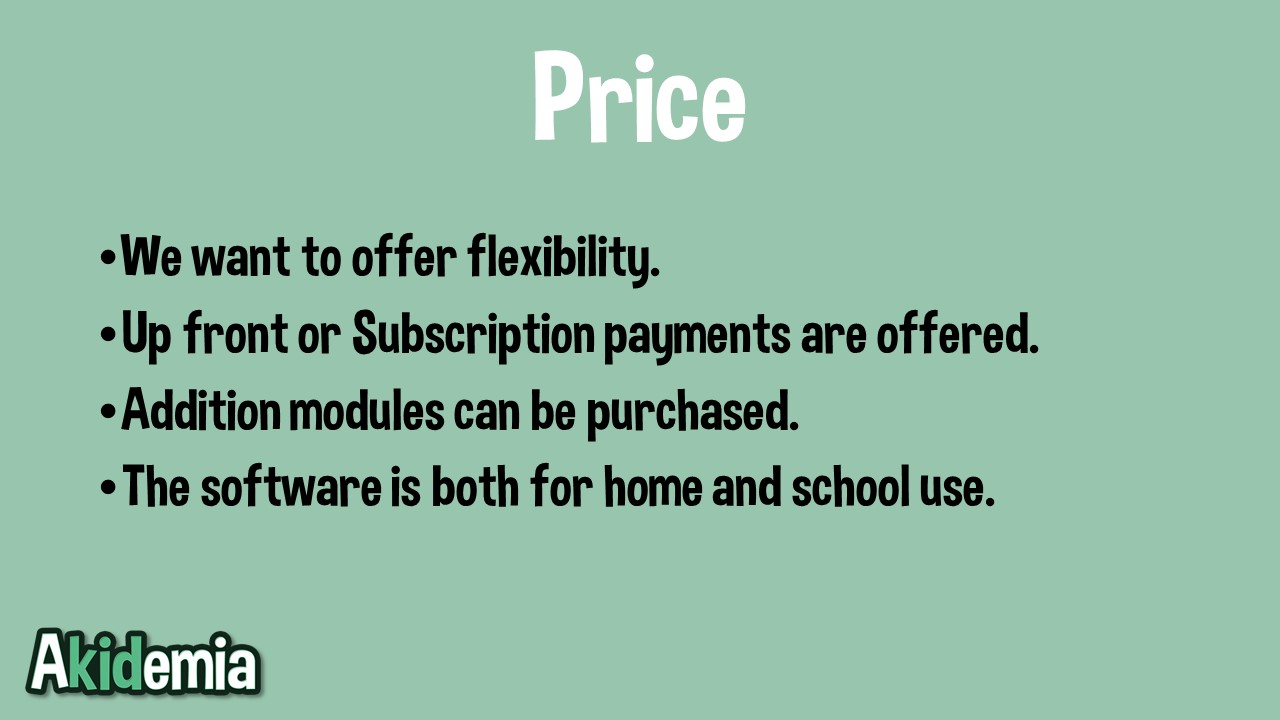 Price
•We want to offer flexibility.
•Up front or Subscription payments are offered.
•Addition modules can be purchased.
•The software is both for home and school use.
Akidemia